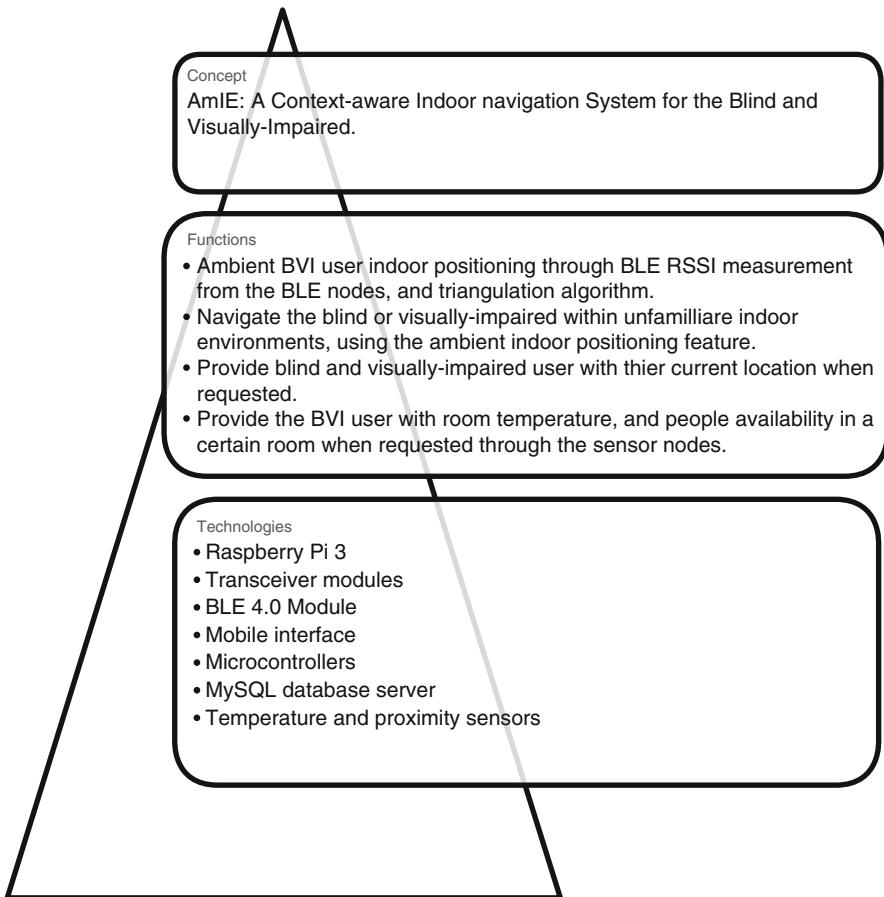 Concept
AmIE: A Context-aware Indoor navigation System for the Blind and
Visually-Impaired.
Functions
• Ambient BVI user indoor positioning through BLE RSSI measurement
from the BLE nodes, and triangulation algorithm.
• Navigate the blind or visually-impaired within unfamilliare indoor
environments, using the ambient indoor positioning feature.
• Provide blind and visually-impaired user with thier current location when
requested.
• Provide the BVI user with room temperature, and people availability in a
certain room when requested through the sensor nodes.
Technologies
• Raspberry Pi 3
• Transceiver modules
• BLE 4.0 Module
• Mobile interface
• Microcontrollers
• MySQL database server
• Temperature and proximity sensors